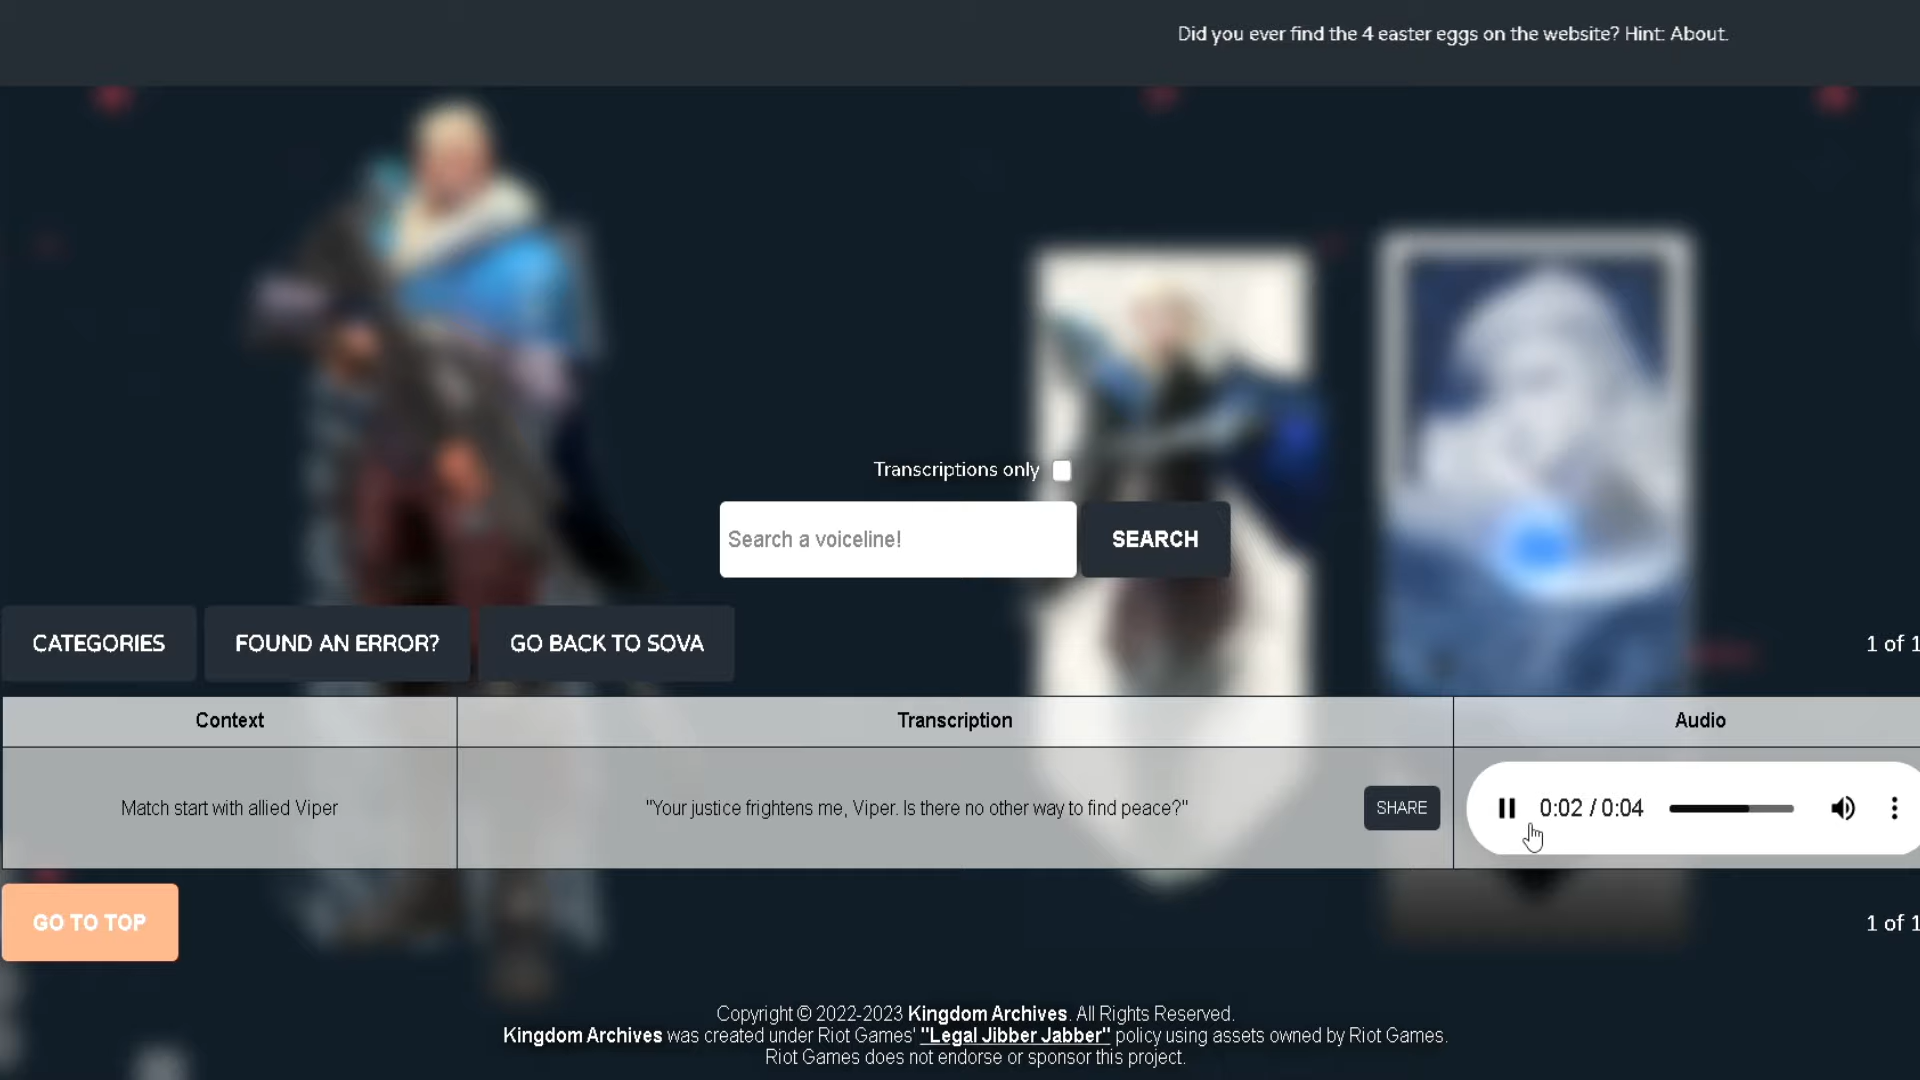 Did you ever find the 4 easter eggs on the website? Hint: About.
Transcriptions only
Search a voiceline!
SEARCH
CATEGORIES
FOUND AN ERROR?
GO BACK TO SOVA
1 of 1
Context
Transcription
Audio
Match start with allied Viper
"Your justice frightens me, Viper. Is there no other way to find peace?"
SHARE
0:02 / 0:04
GO TO TOP
1 of 1
Copyright © 2022-2023 Kingdom Archives. All Rights Reserved.
Kingdom Archives was created under Riot Games' "Legal Jibber Jabber" policy using assets owned by Riot Games.
Riot Games does not endorse or sponsor this project.